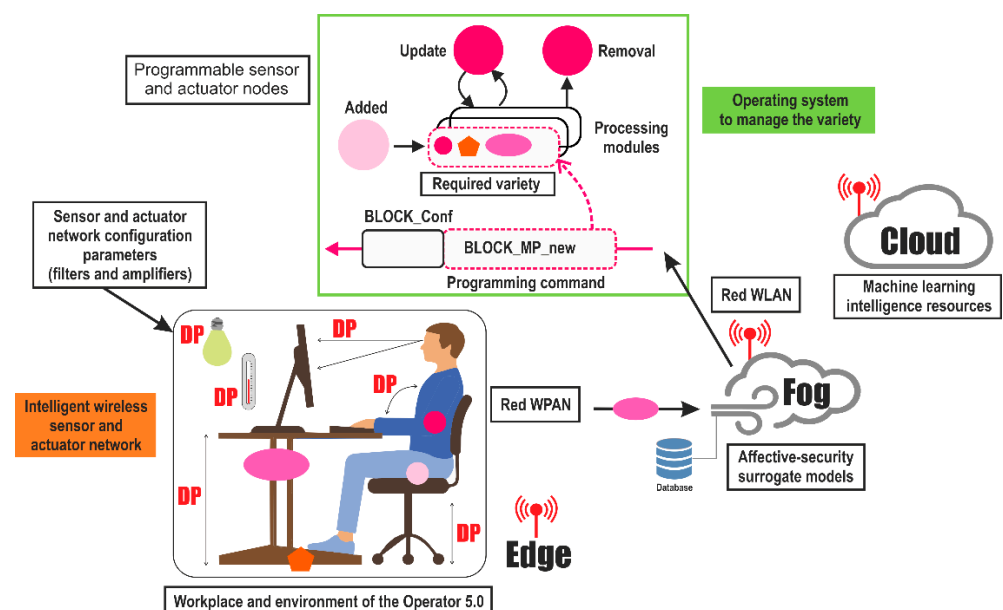 Programmable sensor
and actuator nodes
Update
Removal
Added
Processing
modules
Required variety
BLOCK_Conf
BLOCK_MP_new
Programming command
Operating system
to manage the variety
Sensor and actuator
network configuration
parameters
(filters and amplifiers)
Cloud
Machine learning
intelligence resources
Red WLAN
DP
DP
DP
DP
Intelligent wireless
sensor and
actuator network
Red WPAN
Fog
Database
Affective-security
surrogate models
DP
DP
Edge
Workplace and environment of the Operator 5.0